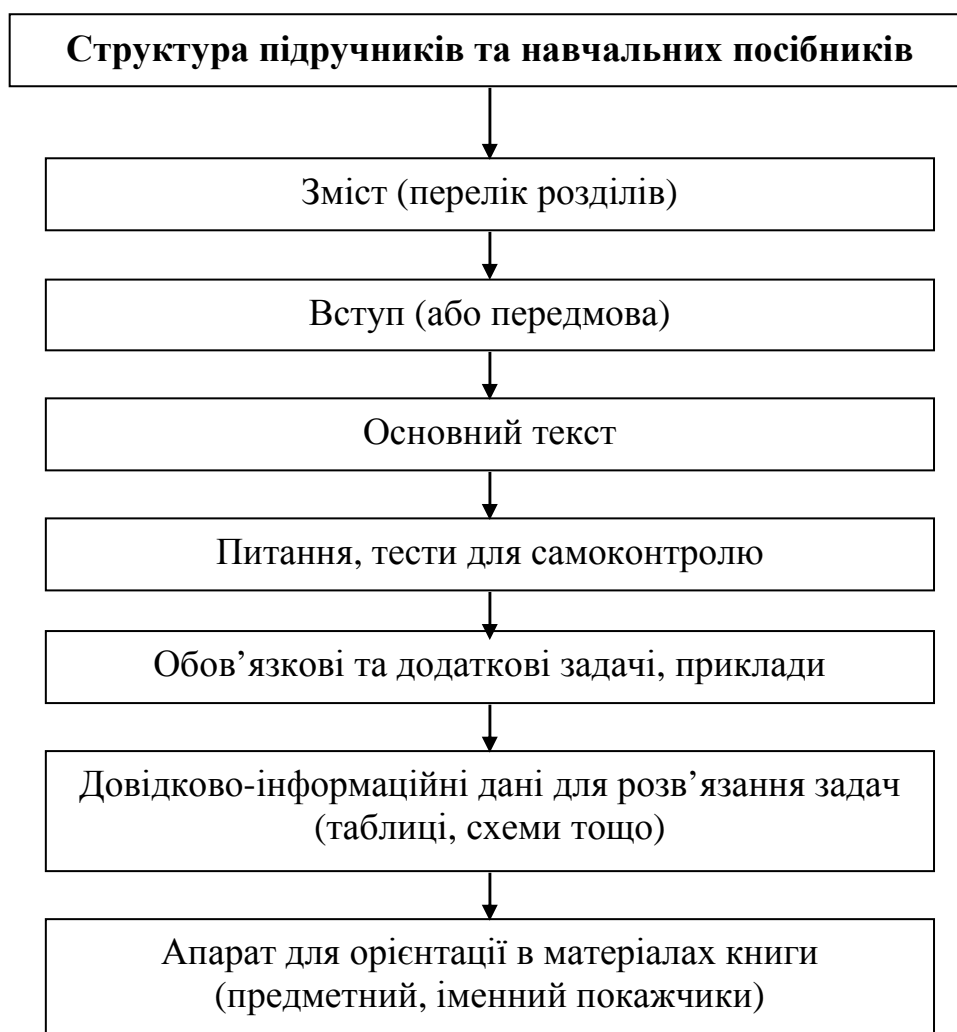 Структура підручників та навчальних посібників
Зміст (перелік розділів)
Вступ (або передмова)
Основний текст
Питання, тести для самоконтролю
Обов’язкові та додаткові задачі, приклади
Довідково-інформаційні дані для розв’язання задач
(таблиці, схеми тощо)
Апарат для орієнтації в матеріалах книги
(предметний, іменний покажчики)